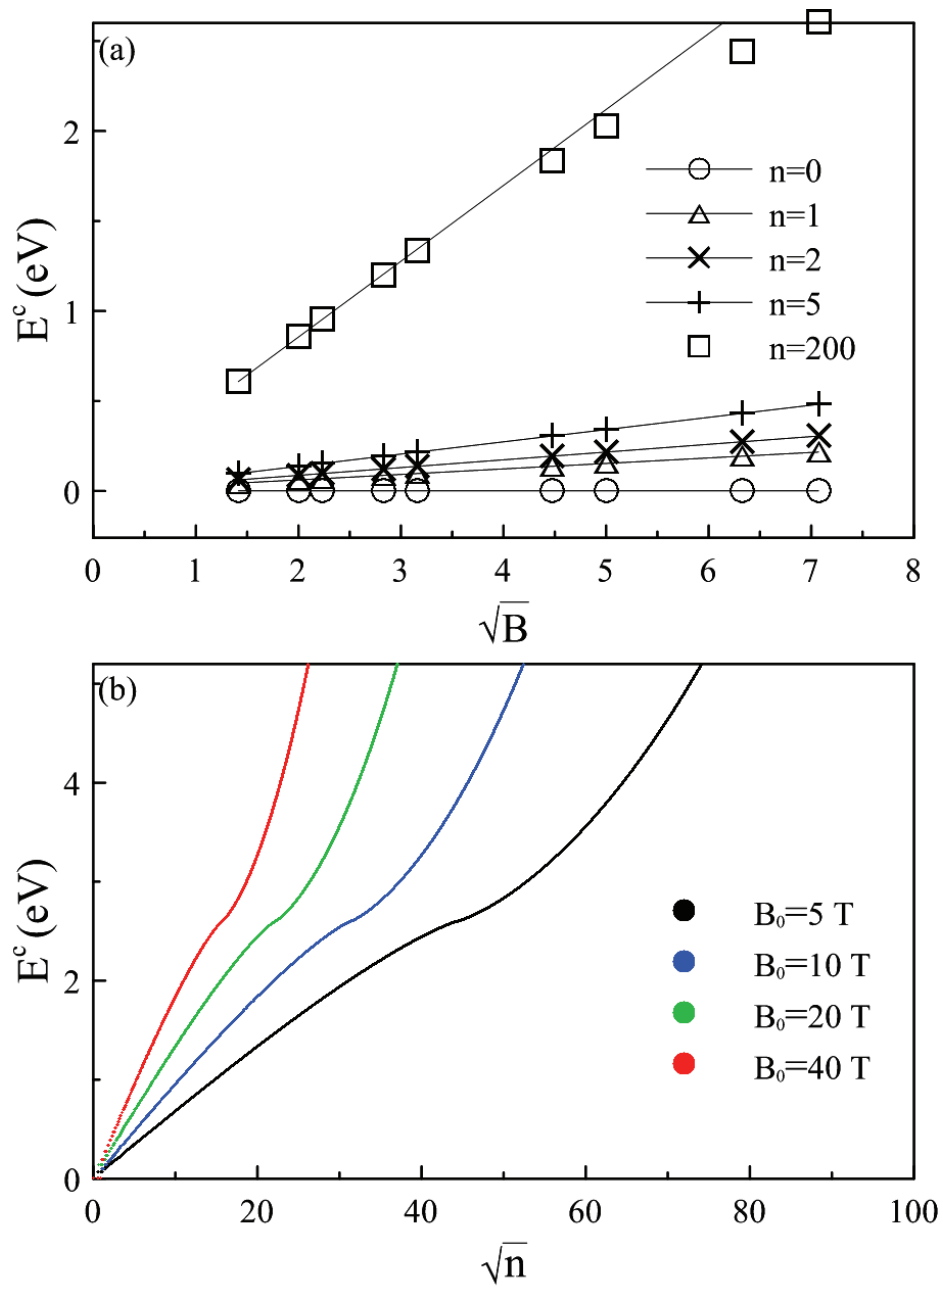 (a)
2
1
0
E^c (eV)
n=0
n=1
n=2
n=5
n=200
0 1 2 3 4 5 6 7 8
√B
(b)
4
2
0
E^c (eV)
B₀=5 T
B₀=10 T
B₀=20 T
B₀=40 T
0 20 40 60 80 100
√n